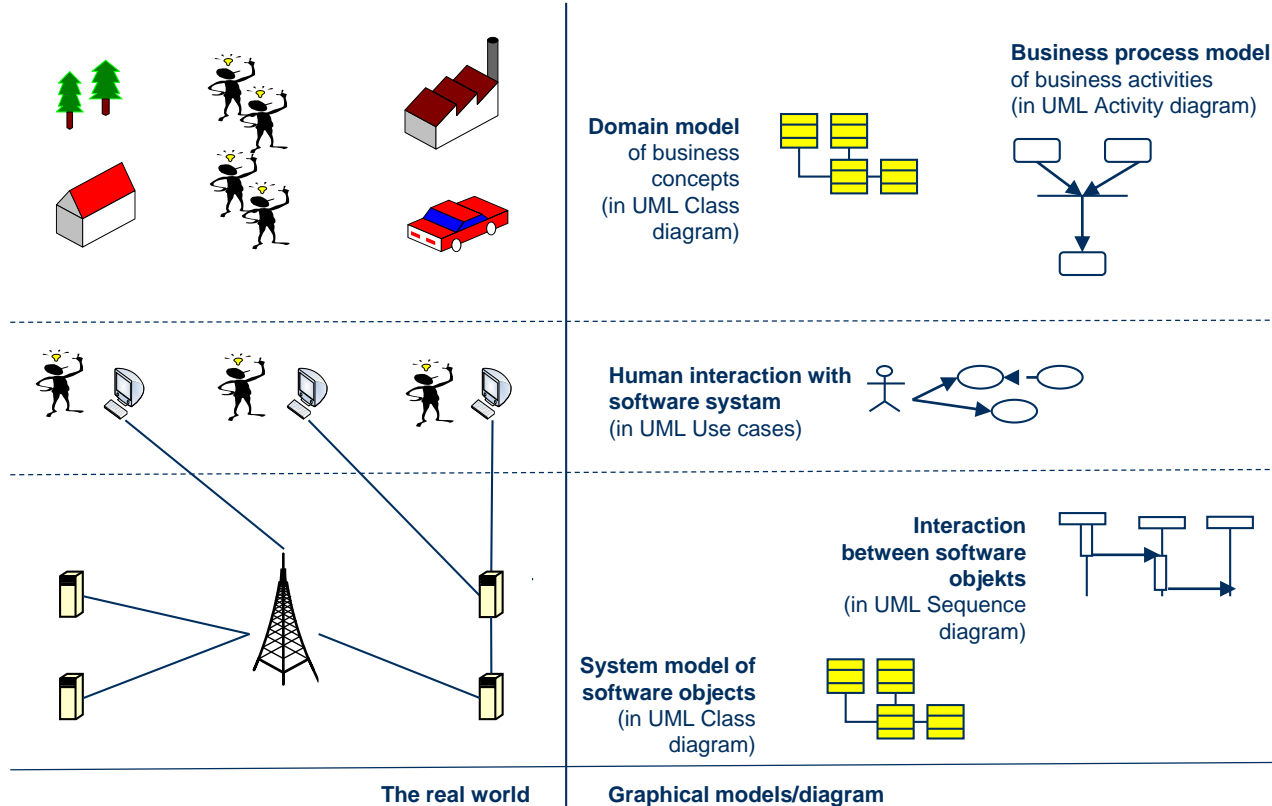 Business process model
of business activities
(in UML Activity diagram)
Domain model
of business
concepts
(in UML Class
diagram)
Human interaction with
software systam
(in UML Use cases)
Interaction
between software
objekts
(in UML Sequence
diagram)
System model of
software objects
(in UML Class
diagram)
The real world
Graphical models/diagram